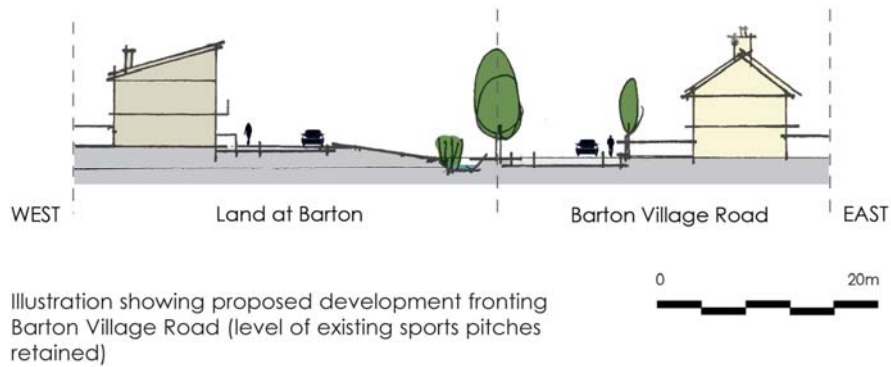 WEST
Land at Barton
Barton Village Road
EAST
Illustration showing proposed development fronting
Barton Village Road (level of existing sports pitches
retained)
0
20m